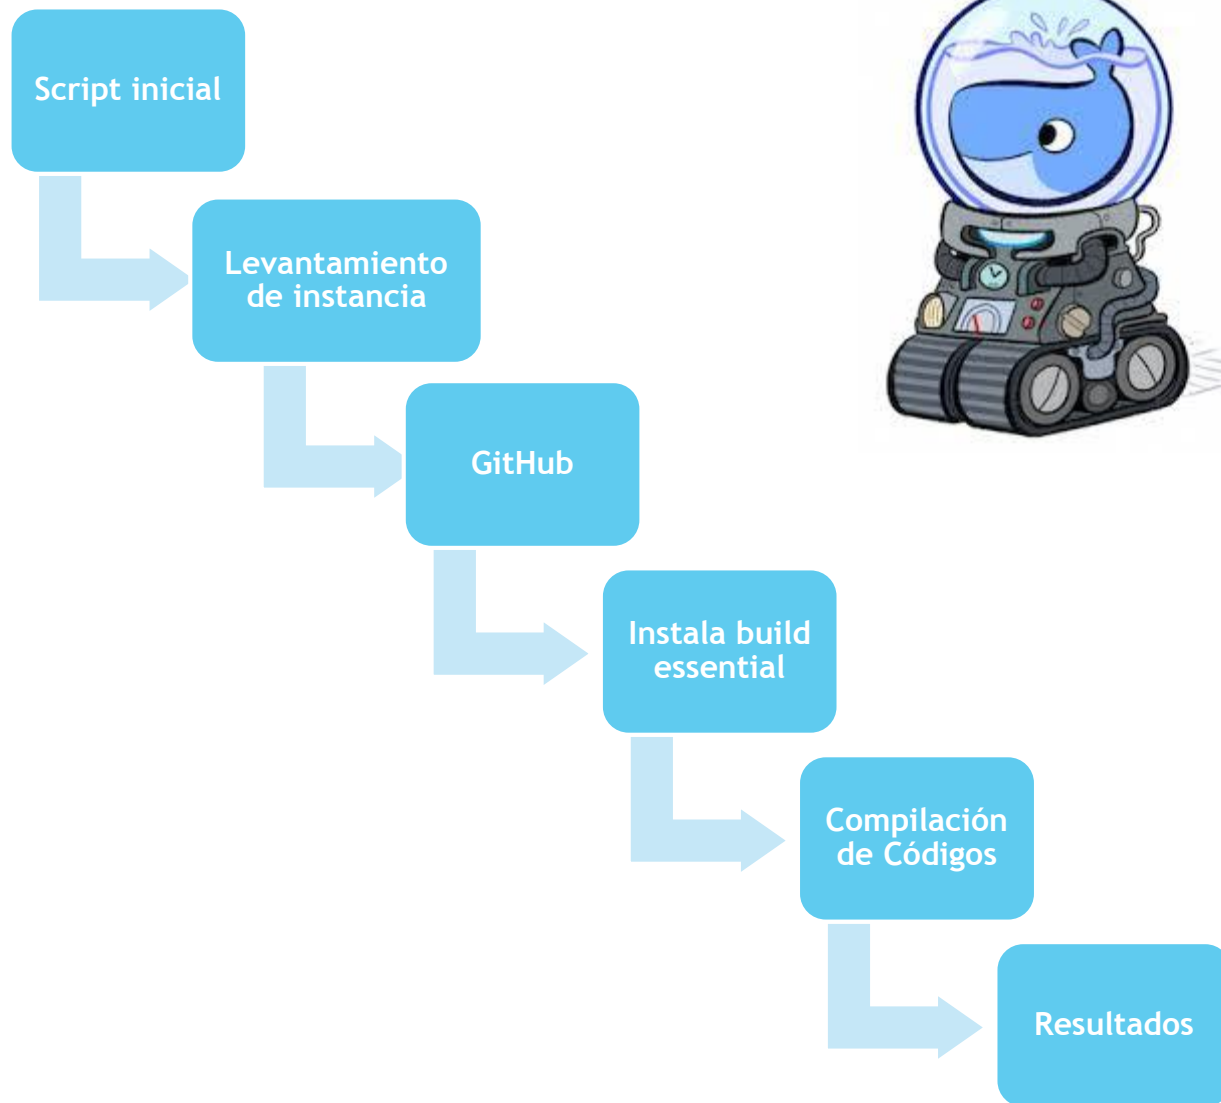 Script inicial
Levantamiento
de instancia
GitHub
Instala build
essential
Compilación
de Códigos
Resultados